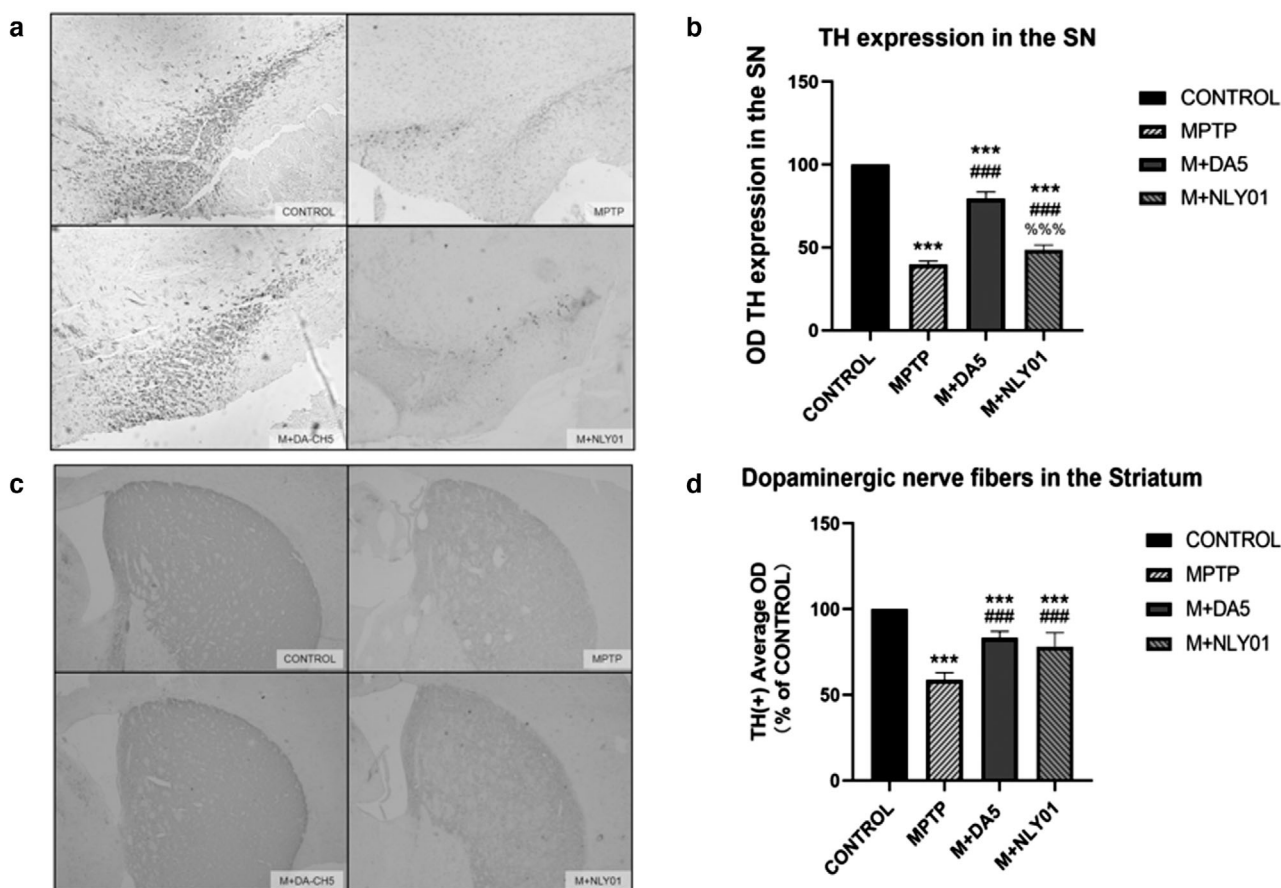 a
CONTROL
MPTP
M+DA-CH5
M+NLY01
b
TH expression in the SN
OD TH expression in the SN
150
100
50
0
***
***
###
***
###
%%%
CONTROL
MPTP
M+DA5
M+NLY01
CONTROL
MPTP
M+DA5
M+NLY01
c
CONTROL
MPTP
M+DA-CH5
M+NLY01
d
Dopaminergic nerve fibers in the Striatum
TH(+) Average OD
(% of CONTROL)
150
100
50
0
***
***
###
***
###
CONTROL
MPTP
M+DA5
M+NLY01
CONTROL
MPTP
M+DA5
M+NLY01